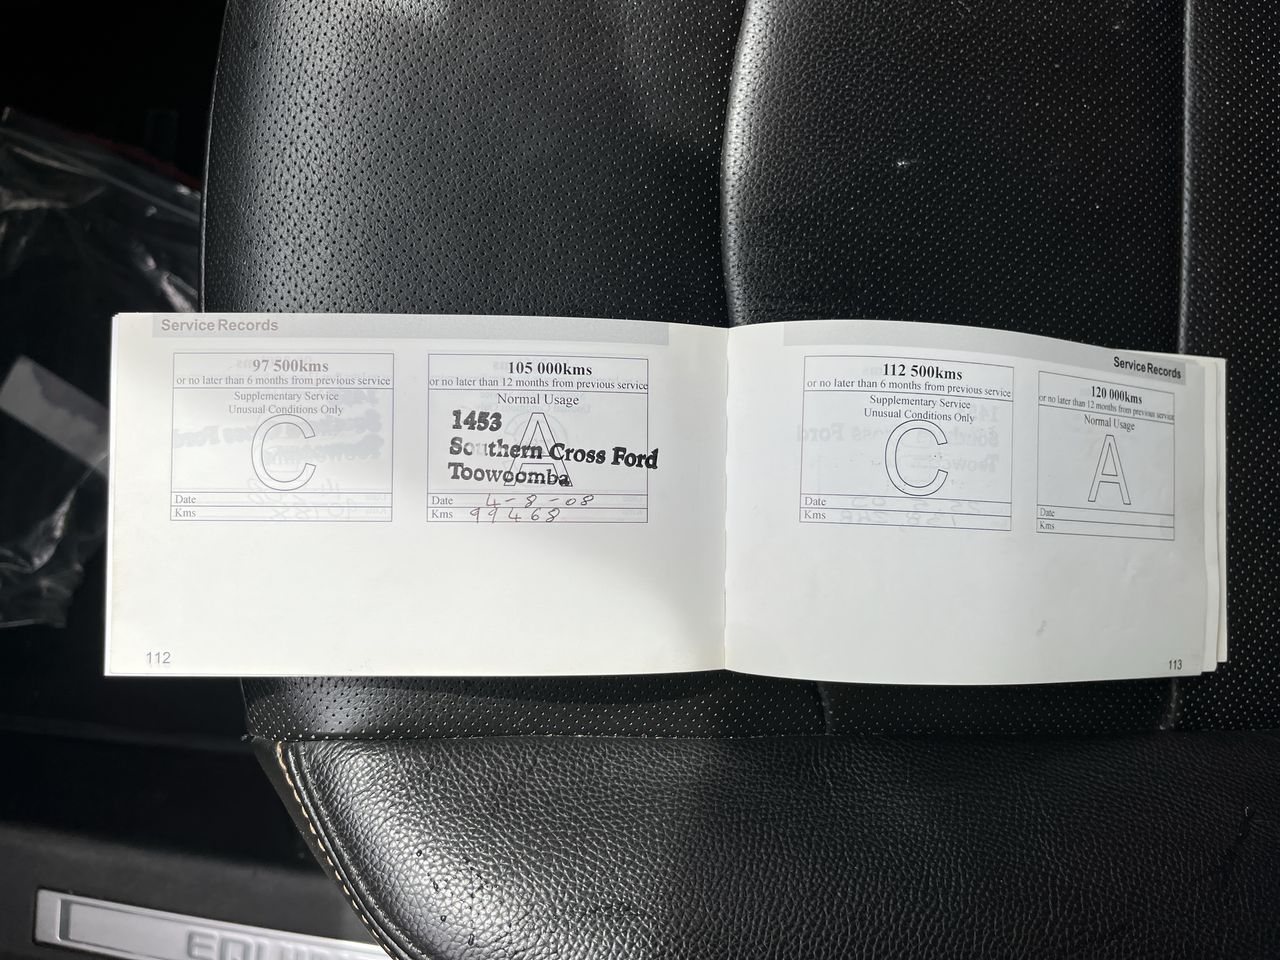 Service Records
97 500kms
or no later than 6 months from previous service
Supplementary Service
Unusual Conditions Only
C
Date
Kms
105 000kms
or no later than 12 months from previous service
Normal Usage
A
1453
Southern Cross Ford
Toowoomba
Date 4-8-08
Kms 99468
112
Service Records
112 500kms
or no later than 6 months from previous service
Supplementary Service
Unusual Conditions Only
C
Date
Kms
120 000kms
or no later than 12 months from previous service
Normal Usage
A
Date
Kms
113